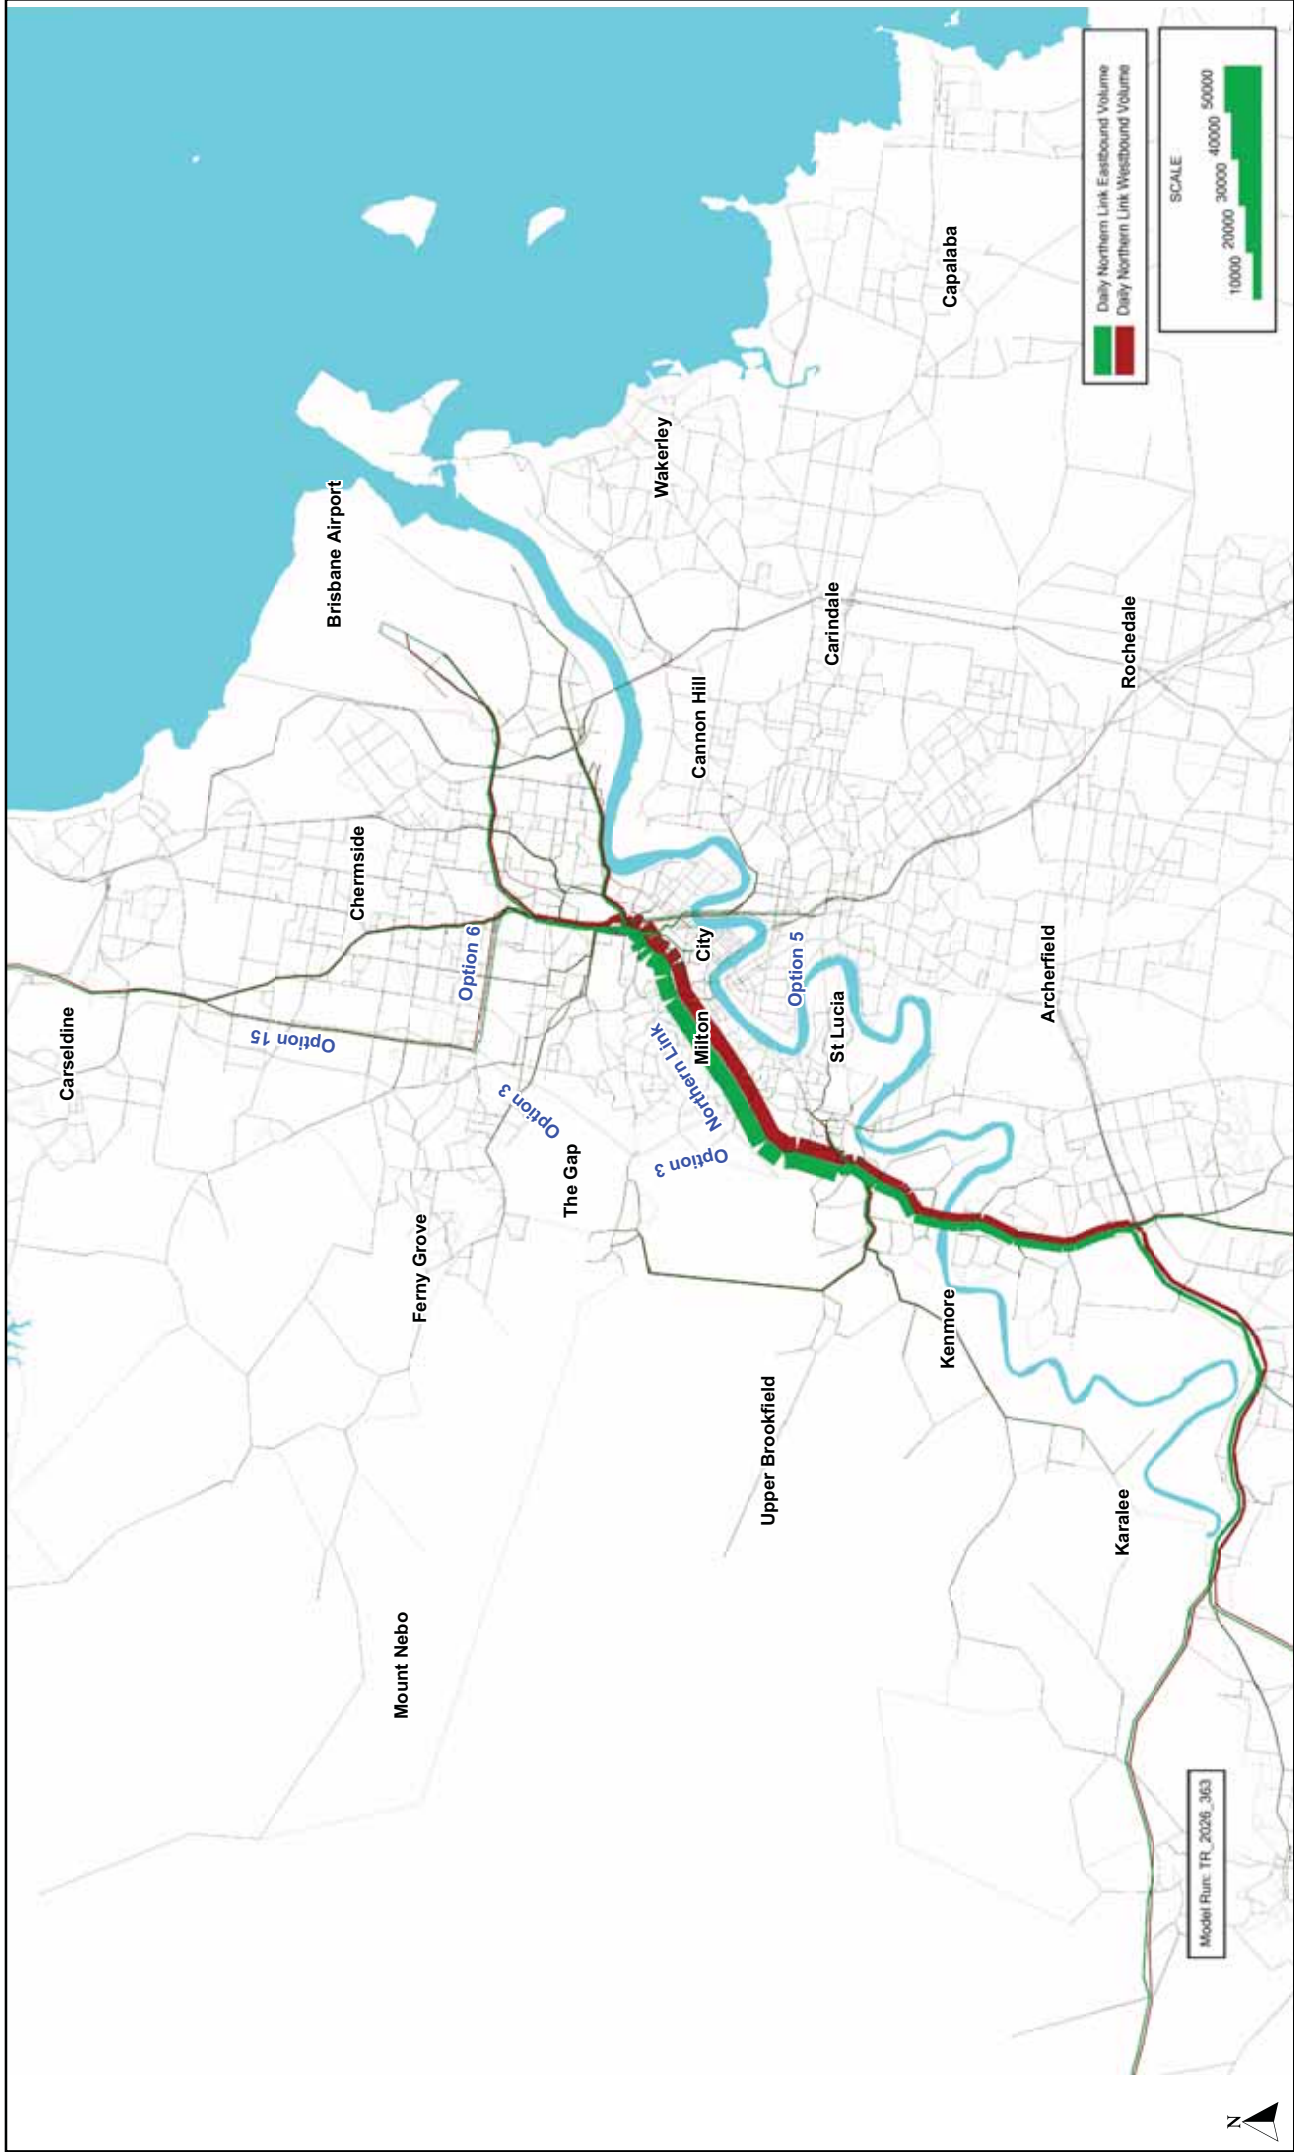 Carseldine
Brisbane Airport
Chermside
Option 15
Option 9
Mount Nebo
Ferny Grove
Option 3
The Gap
Wakerley
Northern Link
Option 3
Milton
City
Cannon Hill
Upper Brookfield
Option 5
St Lucia
Carindale
Kenmore
Capalaba
Archerfield
Karalee
Rochedale
Daily Northern Link Eastbound Volume
Daily Northern Link Westbound Volume
SCALE
10000 20000 30000 40000 50000
Model Run: TR_2026_363
N